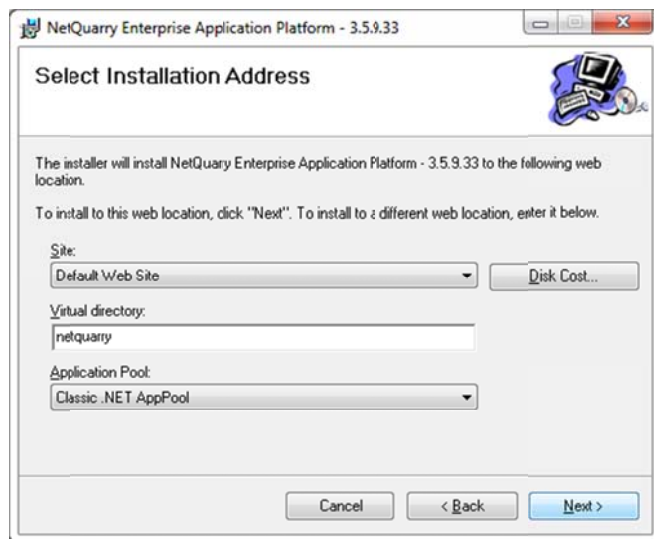 NetQuarry Enterprise Application Platform - 3.5.9.33
Select Installation Address
The installer will install NetQuary Enterprise Application Platform - 3.5.9.33 to the following web
location.
To install to this web location, click "Next". To install to a different web location, enter it below.
Site:
Default Web Site
Disk Cost...
Virtual directory:
netquarry
Application Pool:
Classic .NET AppPool
Cancel
< Back
Next >